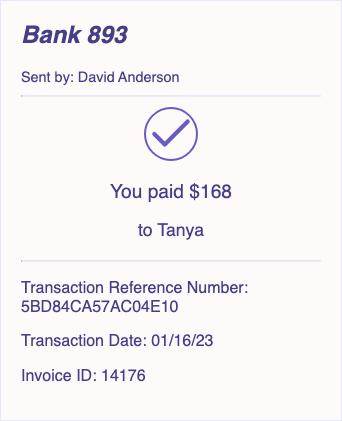 Bank 893
Sent by: David Anderson
You paid $168
to Tanya
Transaction Reference Number:
5BD84CA57AC04E10
Transaction Date: 01/16/23
Invoice ID: 14176